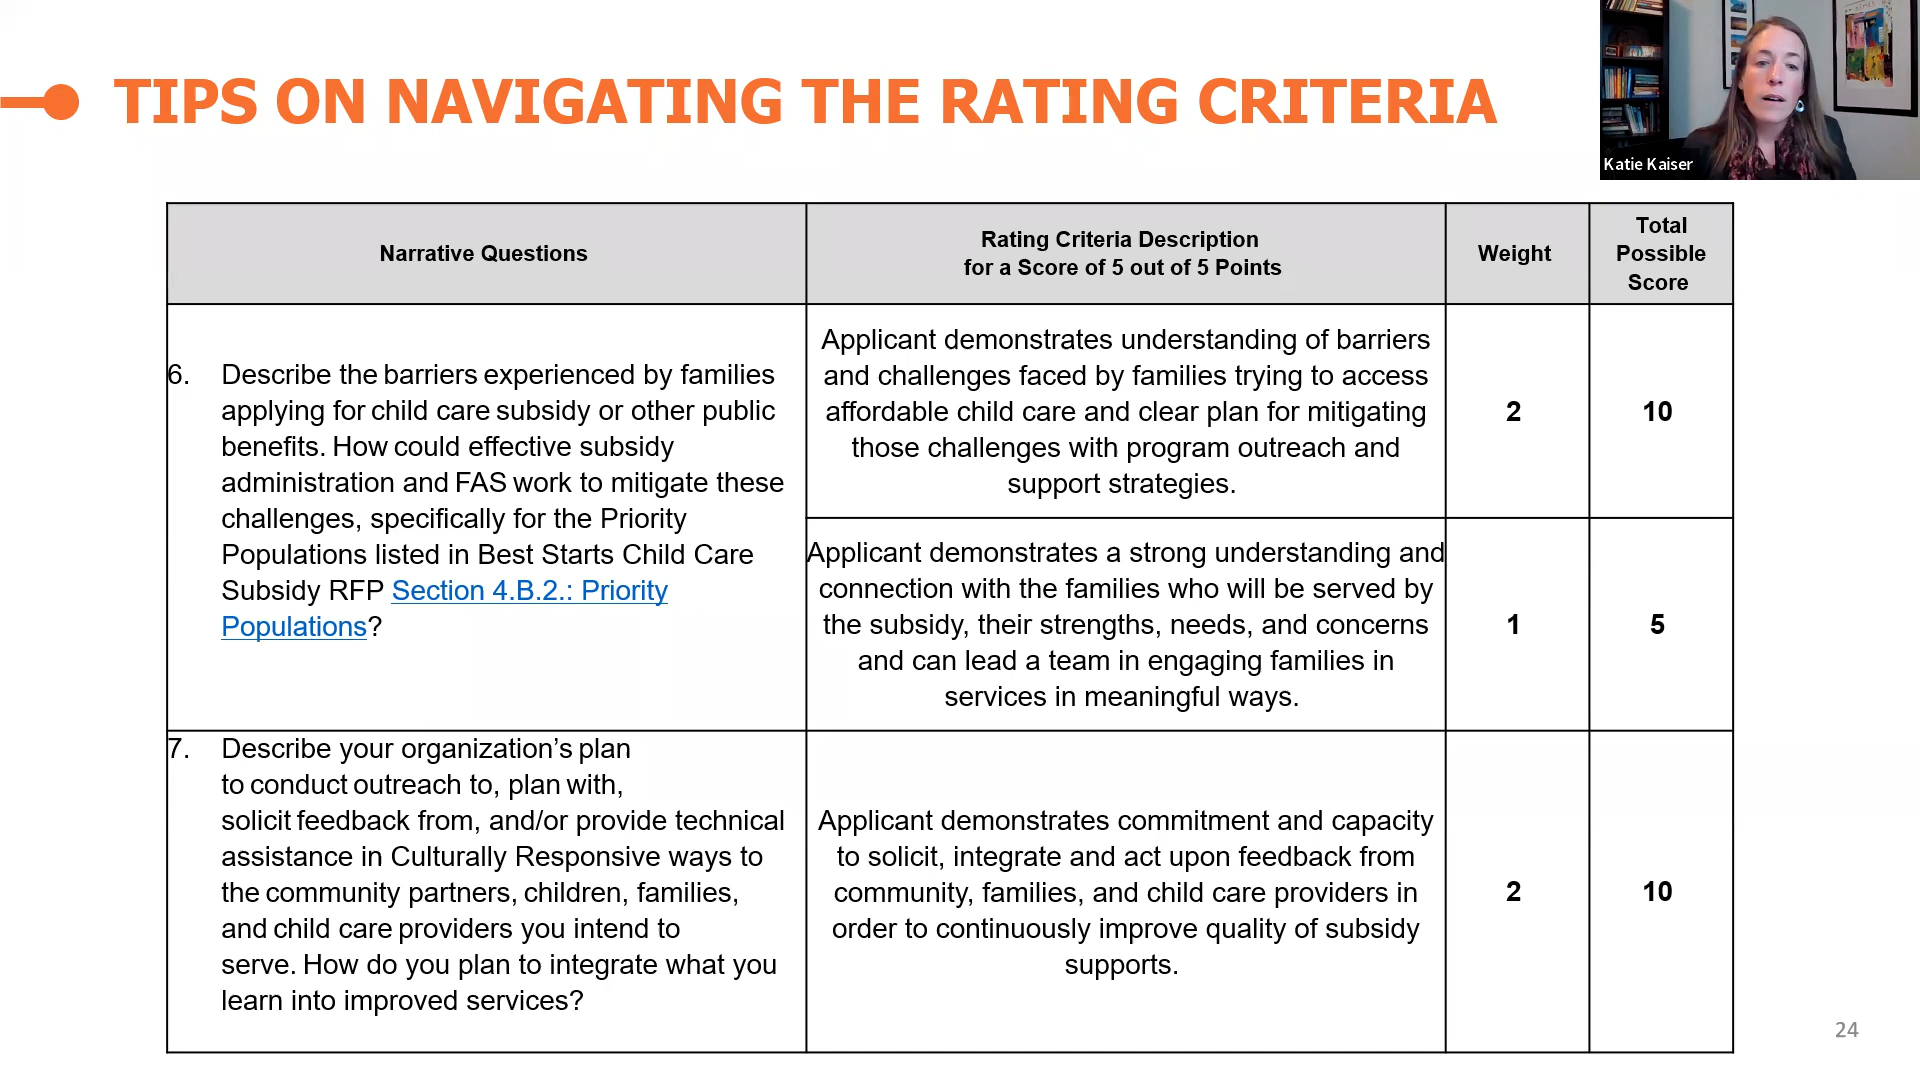 TIPS ON NAVIGATING THE RATING CRITERIA
Katie Kaiser
Narrative Questions
Rating Criteria Description
for a Score of 5 out of 5 Points
Weight
Total
Possible
Score
6. Describe the barriers experienced by families
applying for child care subsidy or other public
benefits. How could effective subsidy
administration and FAS work to mitigate these
challenges, specifically for the Priority
Populations listed in Best Starts Child Care
Subsidy RFP Section 4.B.2.: Priority
Populations?
Applicant demonstrates understanding of barriers
and challenges faced by families trying to access
affordable child care and clear plan for mitigating
those challenges with program outreach and
support strategies.
2
10
Applicant demonstrates a strong understanding and
connection with the families who will be served by
the subsidy, their strengths, needs, and concerns
and can lead a team in engaging families in
services in meaningful ways.
1
5
7. Describe your organization’s plan
to conduct outreach to, plan with,
solicit feedback from, and/or provide technical
assistance in Culturally Responsive ways to
the community partners, children, families,
and child care providers you intend to
serve. How do you plan to integrate what you
learn into improved services?
Applicant demonstrates commitment and capacity
to solicit, integrate and act upon feedback from
community, families, and child care providers in
order to continuously improve quality of subsidy
supports.
2
10
24